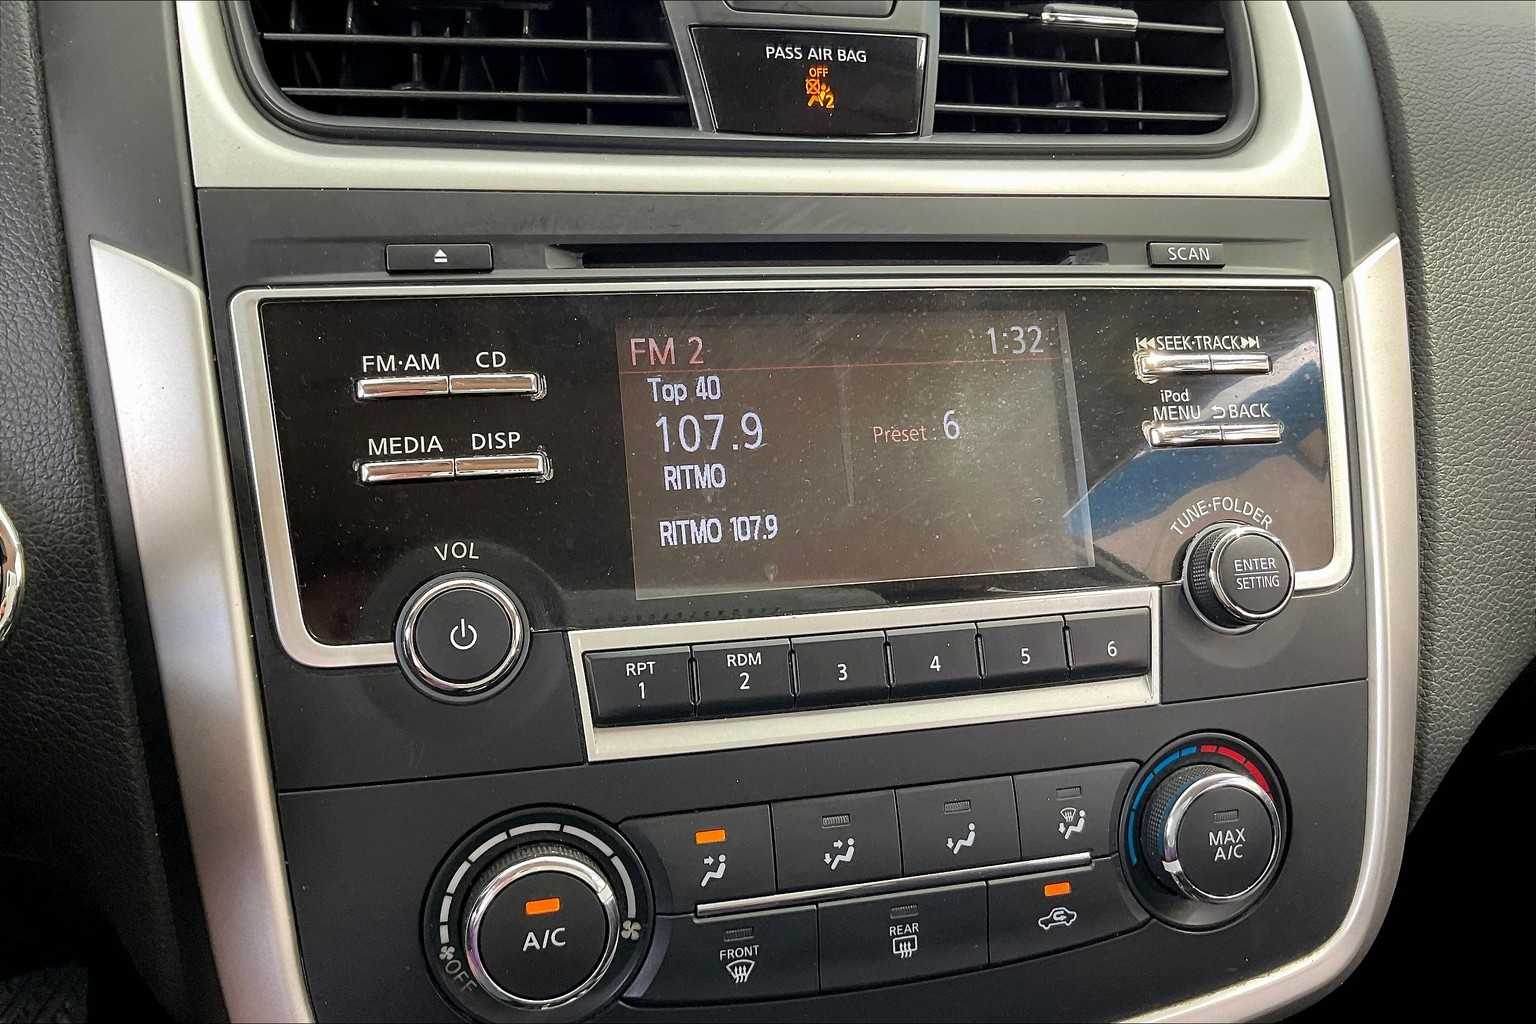 PASS AIR BAG
OFF
2
SCAN
FM·AM CD
MEDIA DISP
VOL
FM 2 1:32
Top 40
107.9
Preset : 6
RITMO
RITMO 107.9
SEEK·TRACK
iPod
MENU BACK
TUNE·FOLDER
ENTER
SETTING
RPT
1
RDM
2
3
4
5
6
A/C
OFF
FRONT
REAR
MAX
A/C